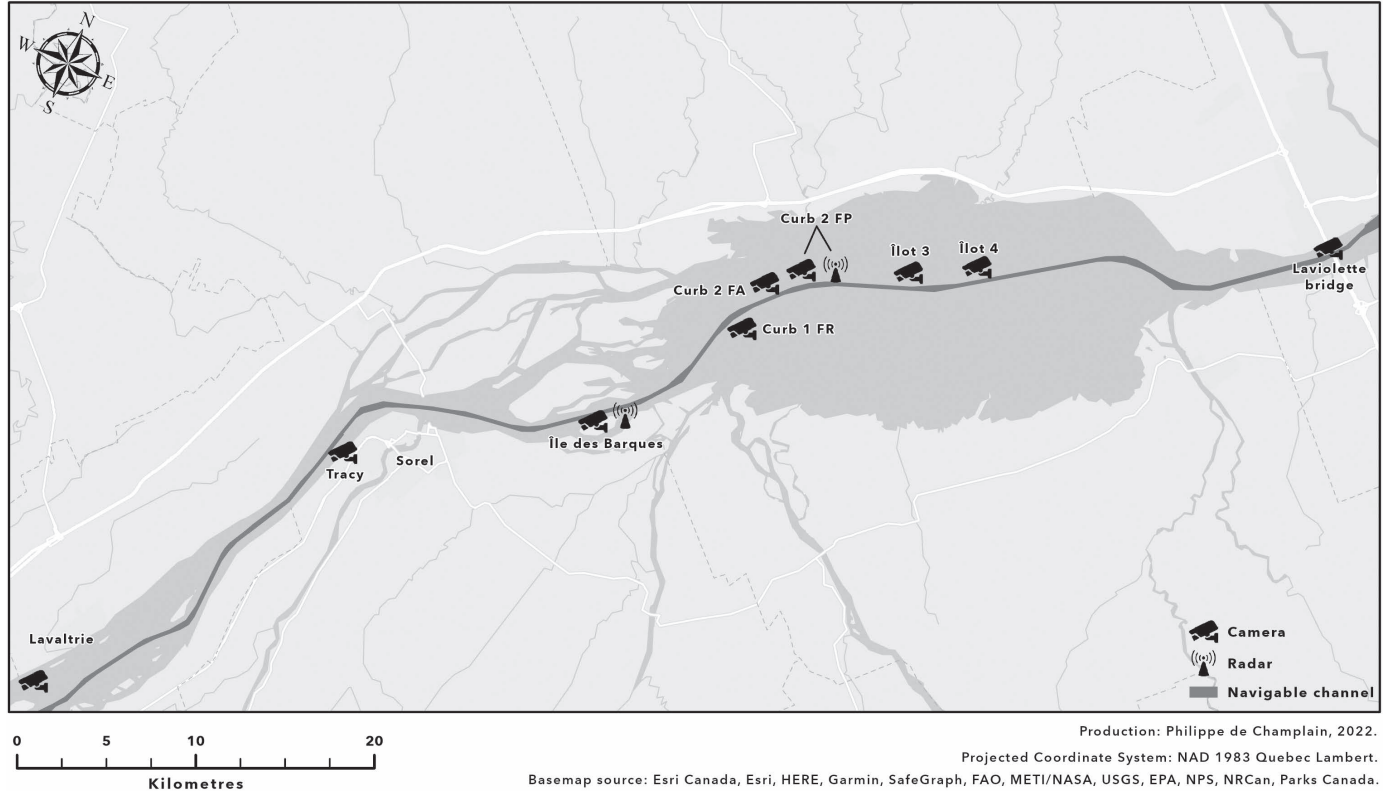 N
W
E
S
Curb 2 FP
Îlot 3
Îlot 4
Laviolette
bridge
Curb 2 FA
Curb 1 FR
Île des Barques
Tracy
Sorel
Lavaltrie
Camera
Radar
Navigable channel
0 5 10 20
Kilometres
Production: Philippe de Champlain, 2022.
Projected Coordinate System: NAD 1983 Quebec Lambert.
Basemap source: Esri Canada, Esri, HERE, Garmin, SafeGraph, FAO, METI/NASA, USGS, EPA, NPS, NRCan, Parks Canada.